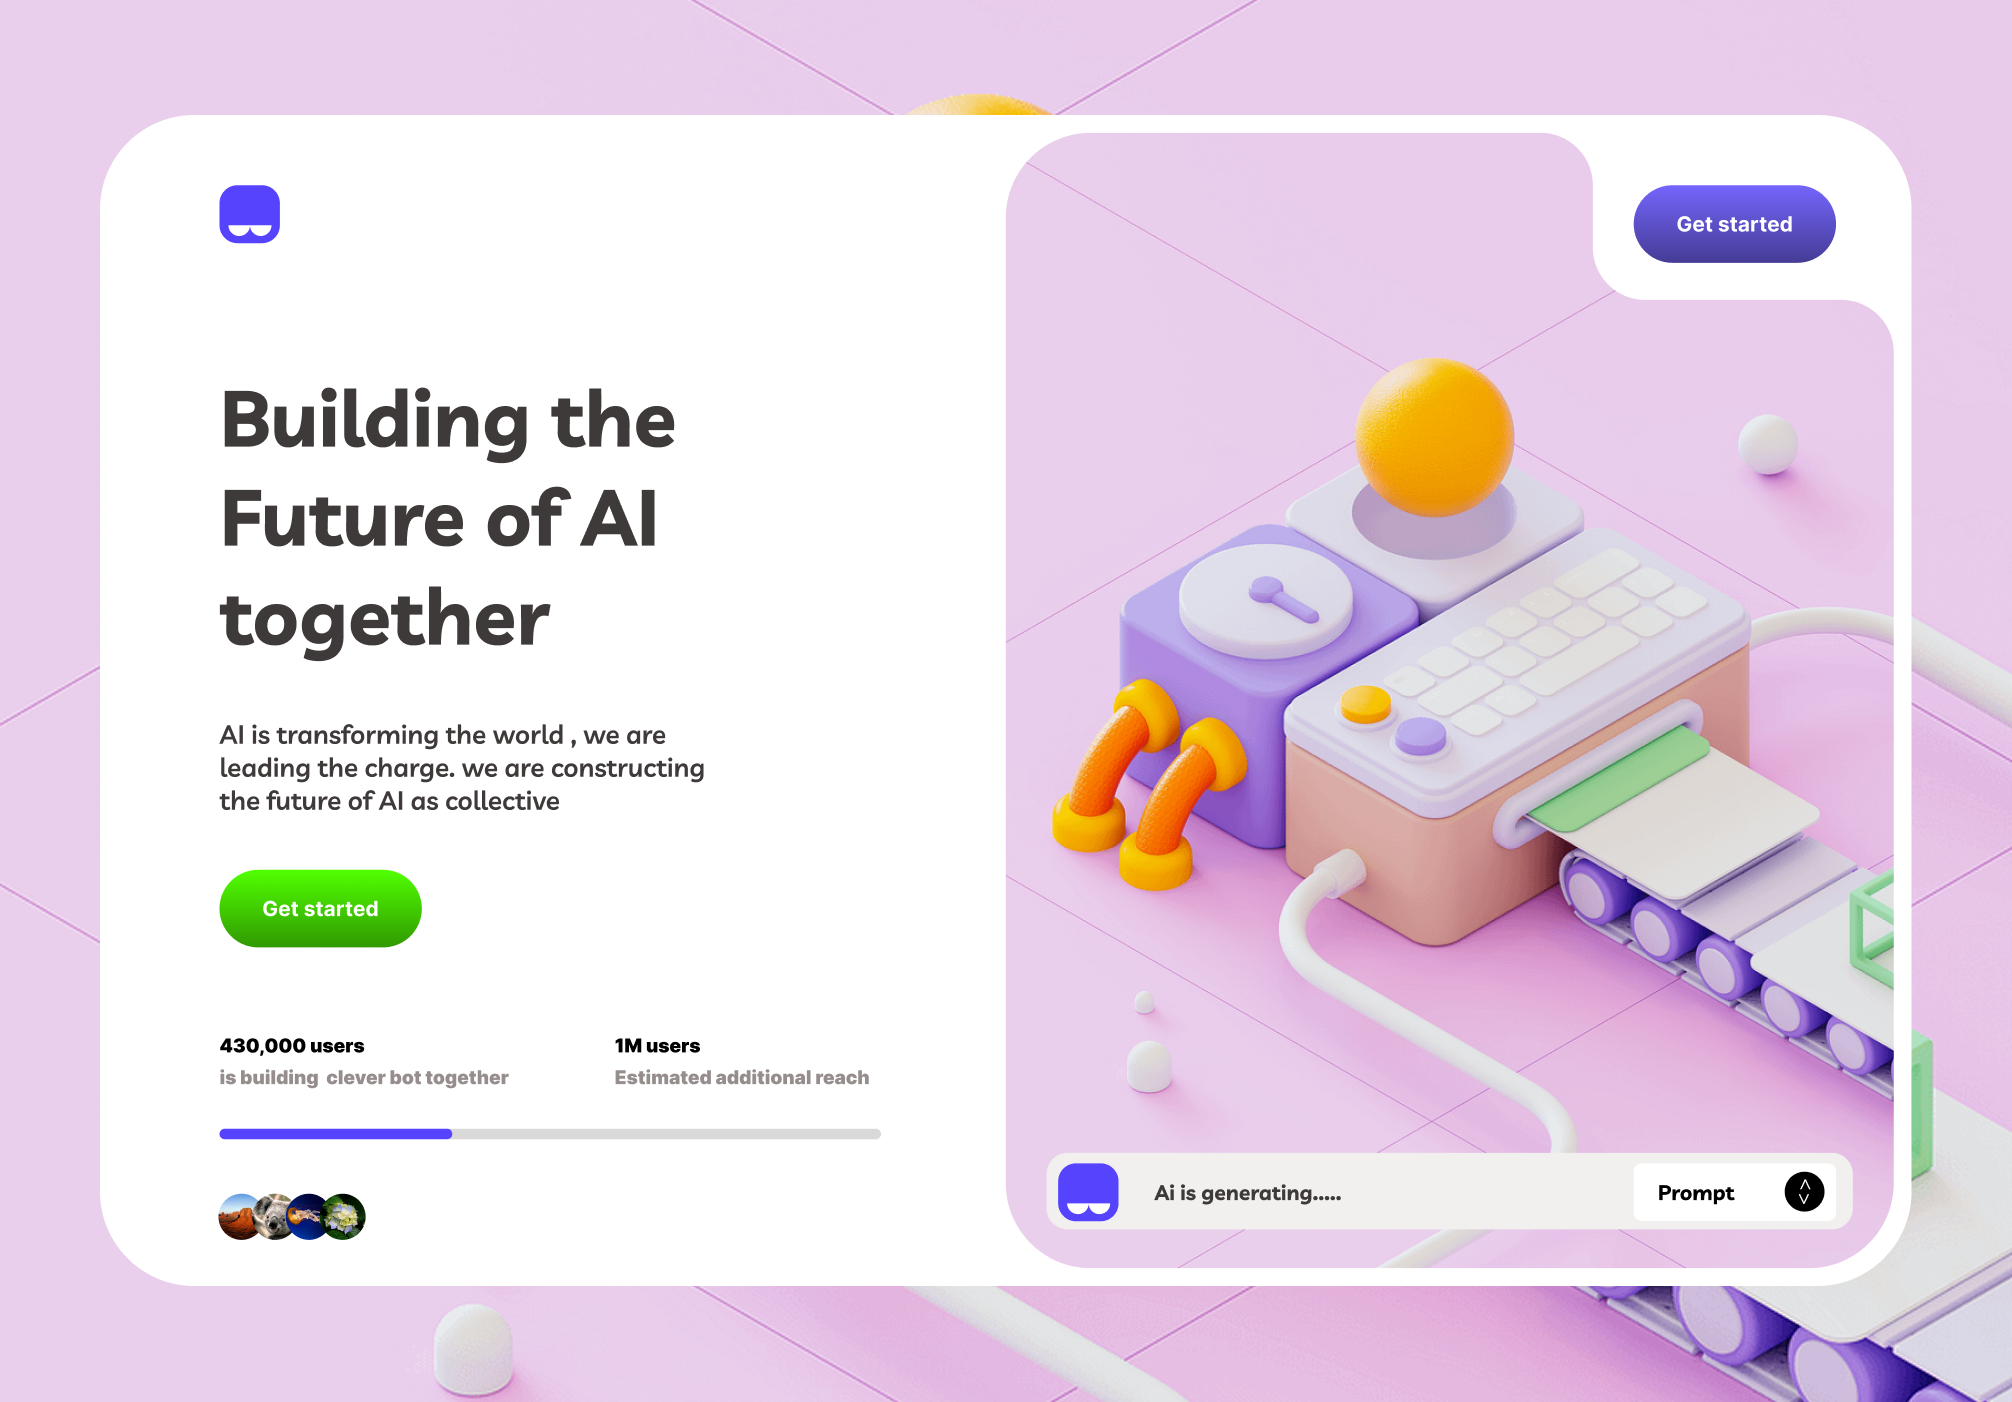 Get started
Building the
Future of AI
together
AI is transforming the world , we are
leading the charge. we are constructing
the future of AI as collective
Get started
430,000 users
is building  clever bot together
1M users
Estimated additional reach
Ai is generating.....
Prompt